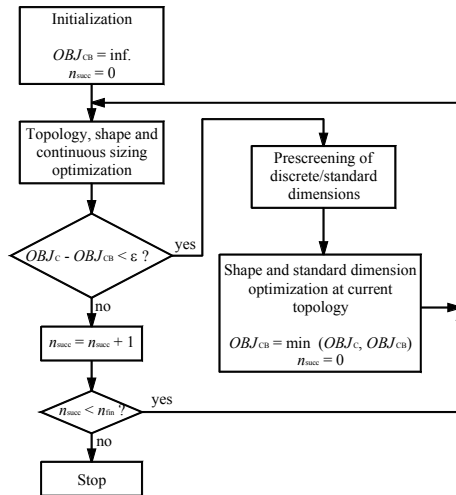 Initialization
OBJCB = inf.
nsucc = 0
Topology, shape and
continuous sizing
optimization
OBJC - OBJCB < ε ?
yes
no
Prescreening of
discrete/standard
dimensions
Shape and standard dimension
optimization at current
topology
OBJCB = min (OBJC, OBJCB)
nsucc = 0
nsucc = nsucc + 1
nsucc < nfin ?
yes
no
Stop